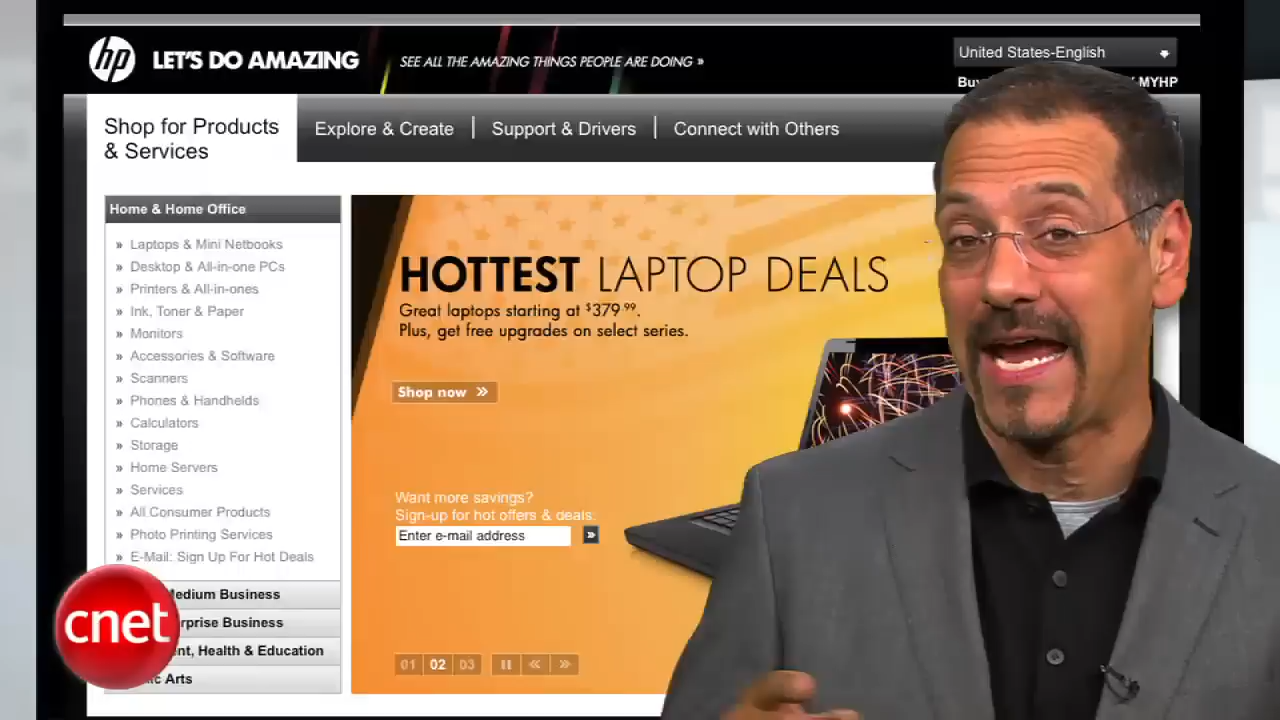 hp LET'S DO AMAZING
SEE ALL THE AMAZING THINGS PEOPLE ARE DOING »
United States-English
MYHP
Shop for Products
& Services
Explore & Create
Support & Drivers
Connect with Others
Home & Home Office
» Laptops & Mini Netbooks
» Desktop & All-in-one PCs
» Printers & All-in-ones
» Ink, Toner & Paper
» Monitors
» Accessories & Software
» Scanners
» Phones & Handhelds
» Calculators
» Storage
» Home Servers
» Services
» All Consumer Products
» Photo Printing Services
» E-Mail: Sign Up For Hot Deals
Medium Business
Business
Health & Education
Arts
HOTTEST LAPTOP DEALS
Great laptops starting at $379 99.
Plus, get free upgrades on select series.
Shop now »
Want more savings?
Sign-up for hot offers & deals:
Enter e-mail address »
01 02 03
cnet